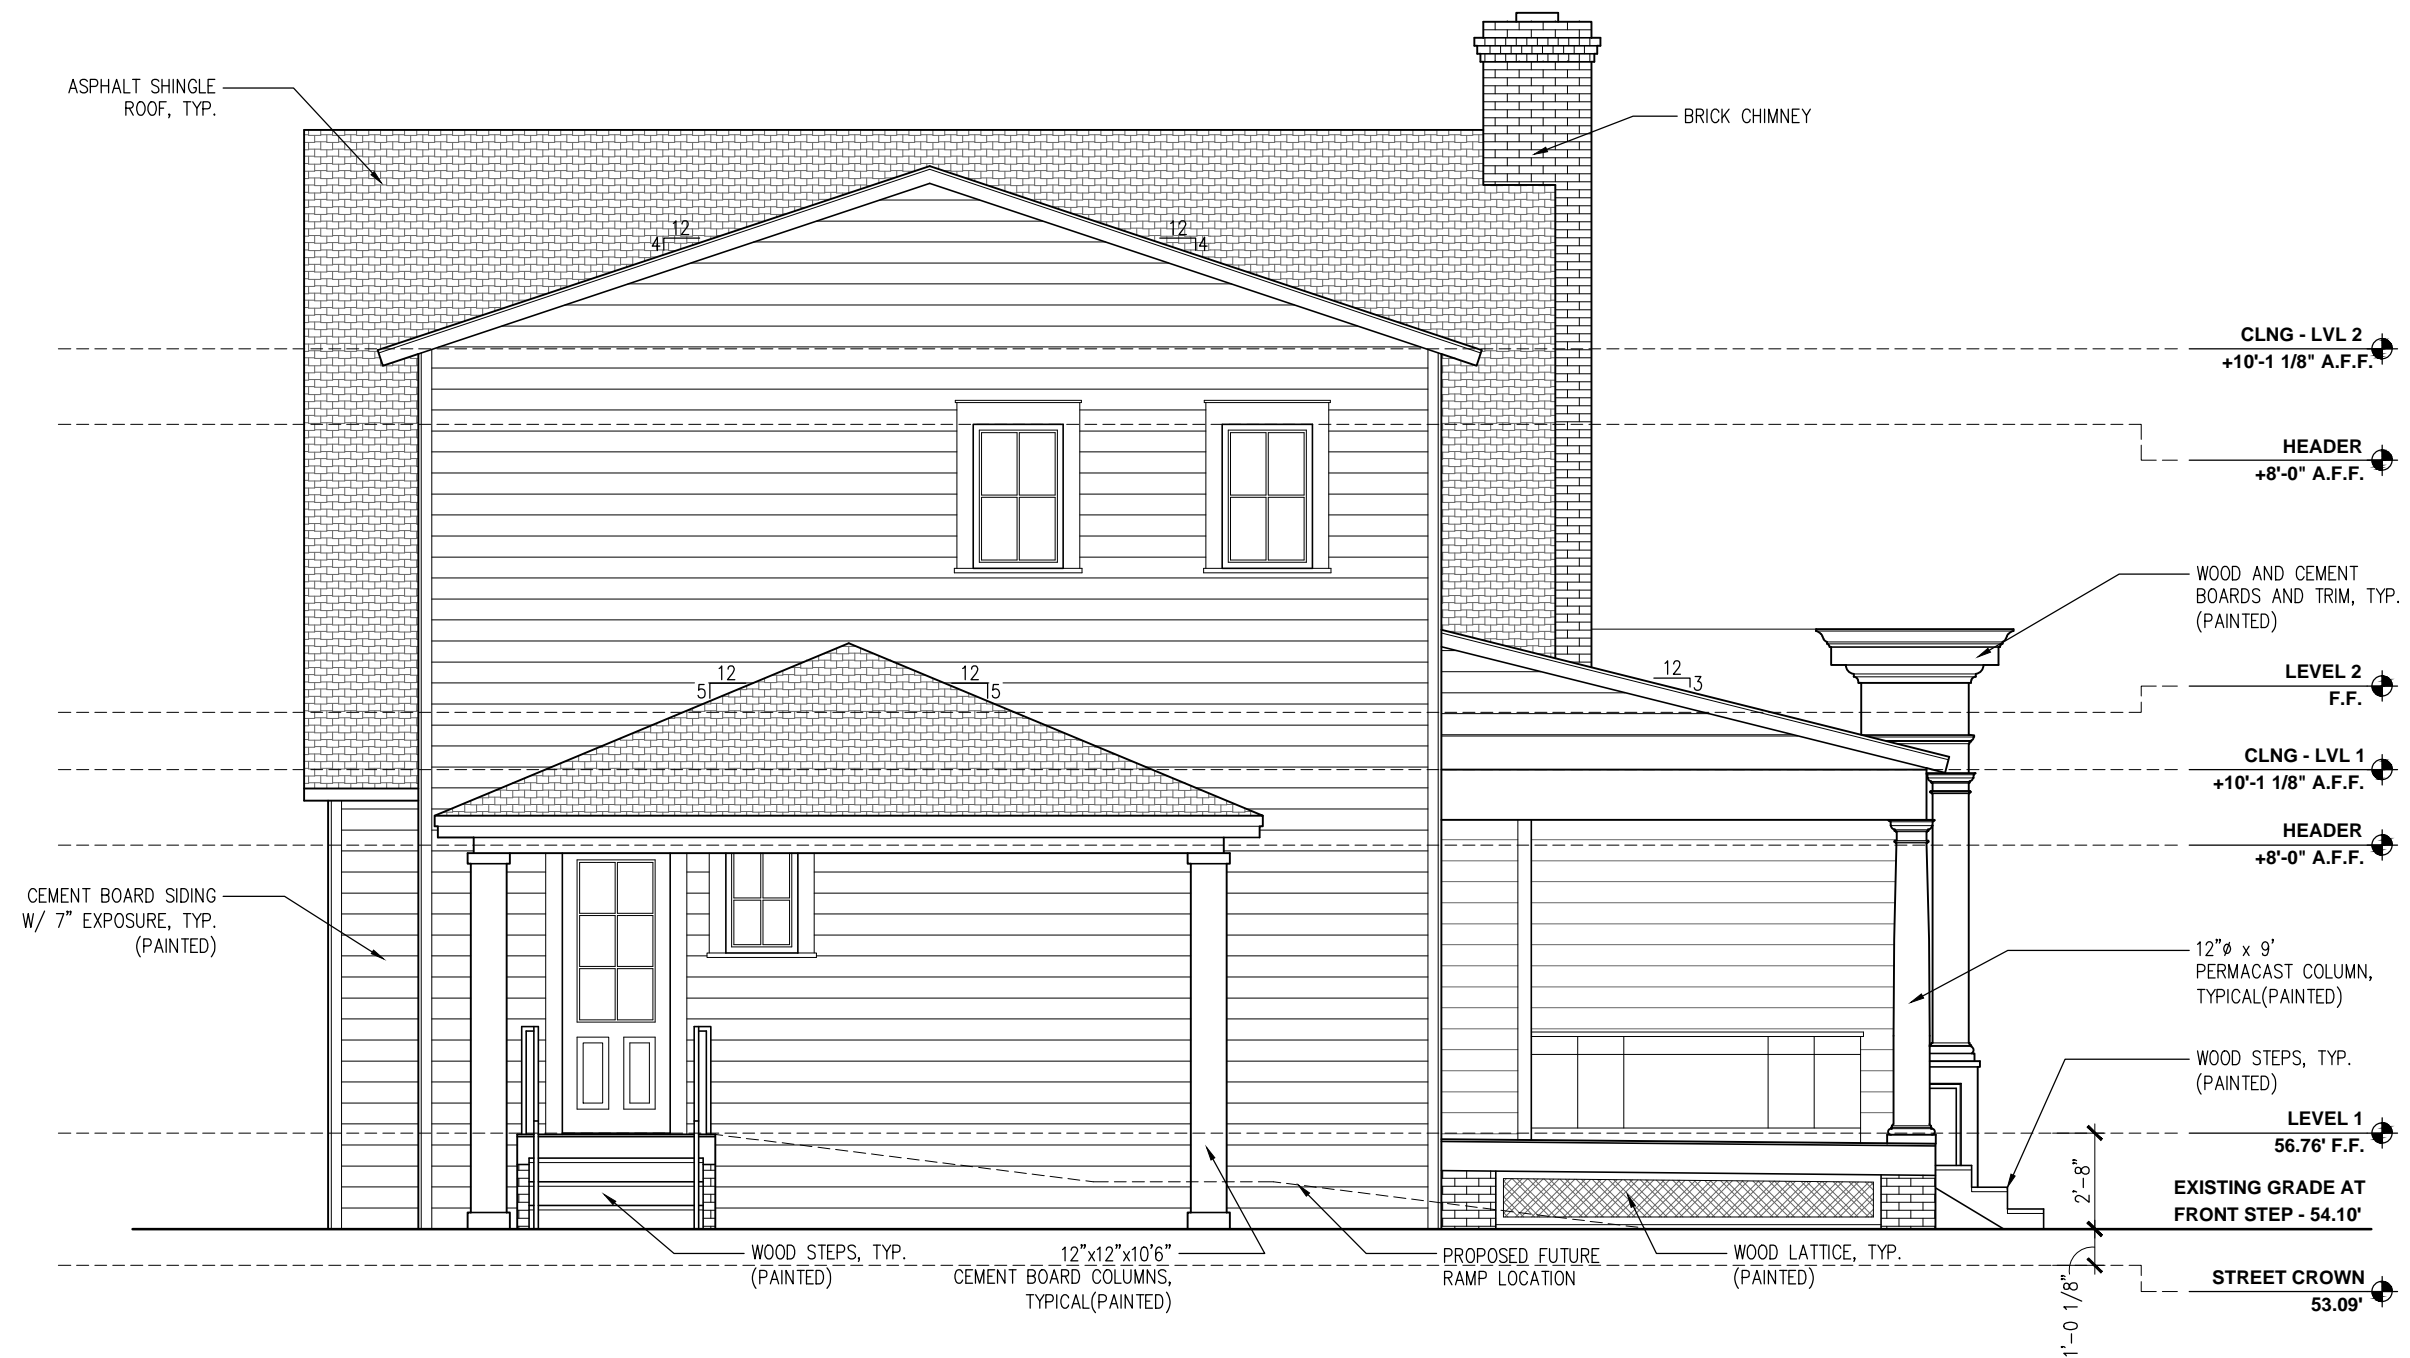 ASPHALT SHINGLE
ROOF, TYP.
BRICK CHIMNEY
12
4
12
4
CLNG - LVL 2
+10'-1 1/8" A.F.F.
HEADER
+8'-0" A.F.F.
WOOD AND CEMENT
BOARDS AND TRIM, TYP.
(PAINTED)
12
5
12
5
12
3
LEVEL 2
F.F.
CLNG - LVL 1
+10'-1 1/8" A.F.F.
HEADER
+8'-0" A.F.F.
CEMENT BOARD SIDING
W/ 7" EXPOSURE, TYP.
(PAINTED)
12"ø x 9'
PERMACAST COLUMN,
TYPICAL(PAINTED)
WOOD STEPS, TYP.
(PAINTED)
LEVEL 1
56.76' F.F.
2'-8"
EXISTING GRADE AT
FRONT STEP - 54.10'
WOOD STEPS, TYP.
(PAINTED)
12"x12"x10'6"
CEMENT BOARD COLUMNS,
TYPICAL(PAINTED)
PROPOSED FUTURE
RAMP LOCATION
WOOD LATTICE, TYP.
(PAINTED)
1'-0 1/8"
STREET CROWN
53.09'